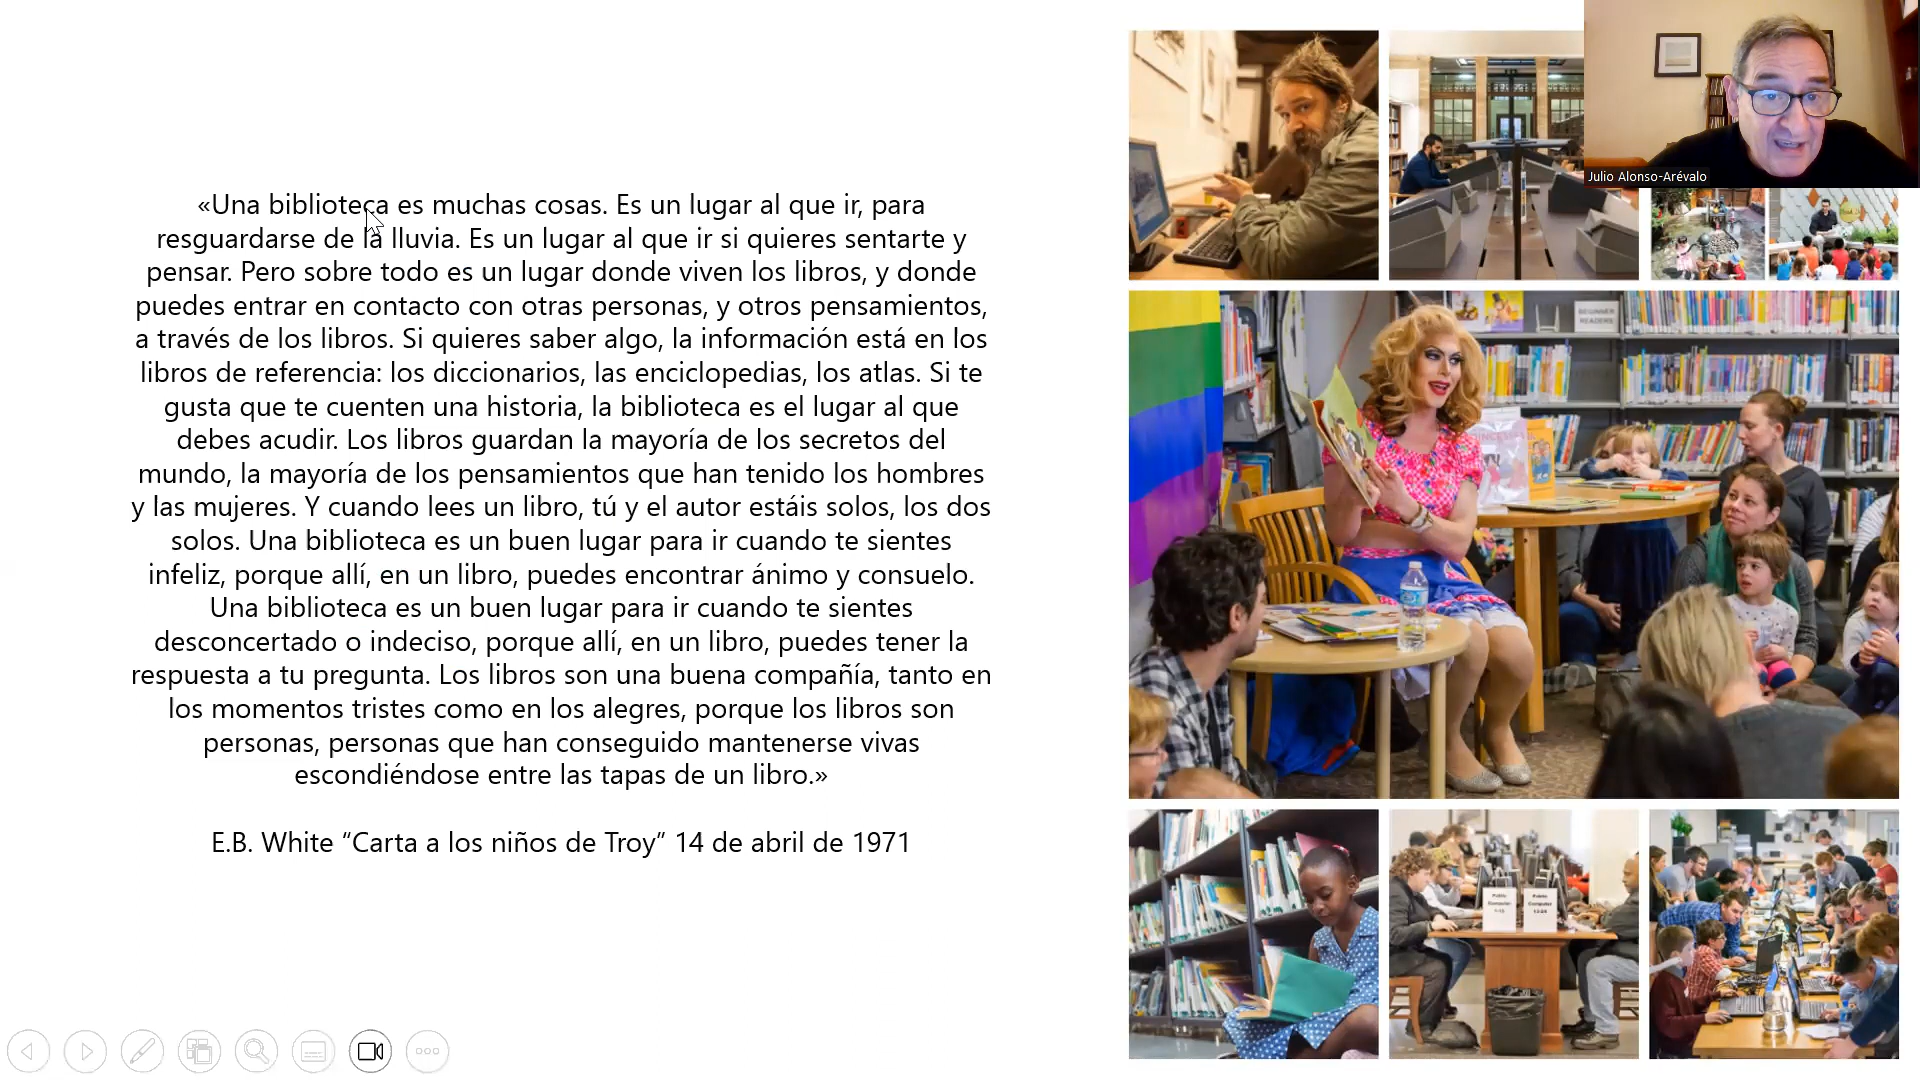 «Una biblioteca es muchas cosas. Es un lugar al que ir, para
resguardarse de la lluvia. Es un lugar al que ir si quieres sentarte y
pensar. Pero sobre todo es un lugar donde viven los libros, y donde
puedes entrar en contacto con otras personas, y otros pensamientos,
a través de los libros. Si quieres saber algo, la información está en los
libros de referencia: los diccionarios, las enciclopedias, los atlas. Si te
gusta que te cuenten una historia, la biblioteca es el lugar al que
debes acudir. Los libros guardan la mayoría de los secretos del
mundo, la mayoría de los pensamientos que han tenido los hombres
y las mujeres. Y cuando lees un libro, tú y el autor estáis solos, los dos
solos. Una biblioteca es un buen lugar para ir cuando te sientes
infeliz, porque allí, en un libro, puedes encontrar ánimo y consuelo.
Una biblioteca es un buen lugar para ir cuando te sientes
desconcertado o indeciso, porque allí, en un libro, puedes tener la
respuesta a tu pregunta. Los libros son una buena compañía, tanto en
los momentos tristes como en los alegres, porque los libros son
personas, personas que han conseguido mantenerse vivas
escondiéndose entre las tapas de un libro.»
E.B. White “Carta a los niños de Troy” 14 de abril de 1971
Julio Alonso-Arévalo
BEGINNER
READERS
Public
Computer
Public
Computer
13-24